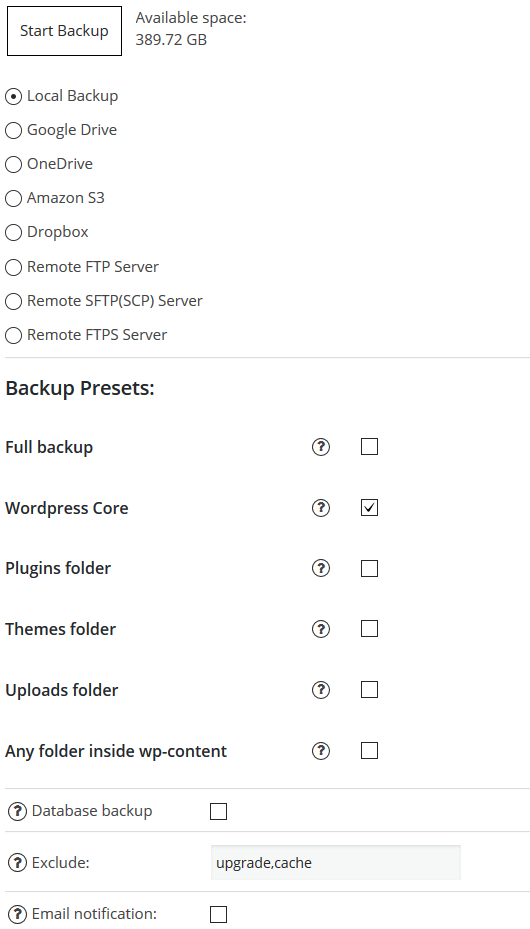 Start Backup
Available space:
389.72 GB
Local Backup
Google Drive
OneDrive
Amazon S3
Dropbox
Remote FTP Server
Remote SFTP(SCP) Server
Remote FTPS Server
Backup Presets:
Full backup ?
Wordpress Core ?
Plugins folder ?
Themes folder ?
Uploads folder ?
Any folder inside wp-content ?
? Database backup
? Exclude: upgrade,cache
? Email notification: